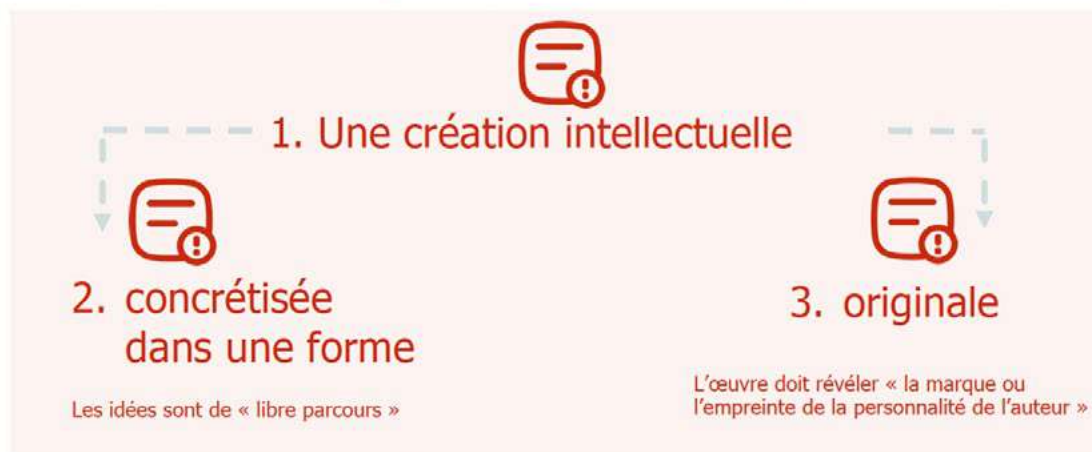 1. Une création intellectuelle
2. concrétisée
dans une forme
Les idées sont de « libre parcours »
3. originale
L'œuvre doit révéler « la marque ou
l'empreinte de la personnalité de l'auteur »